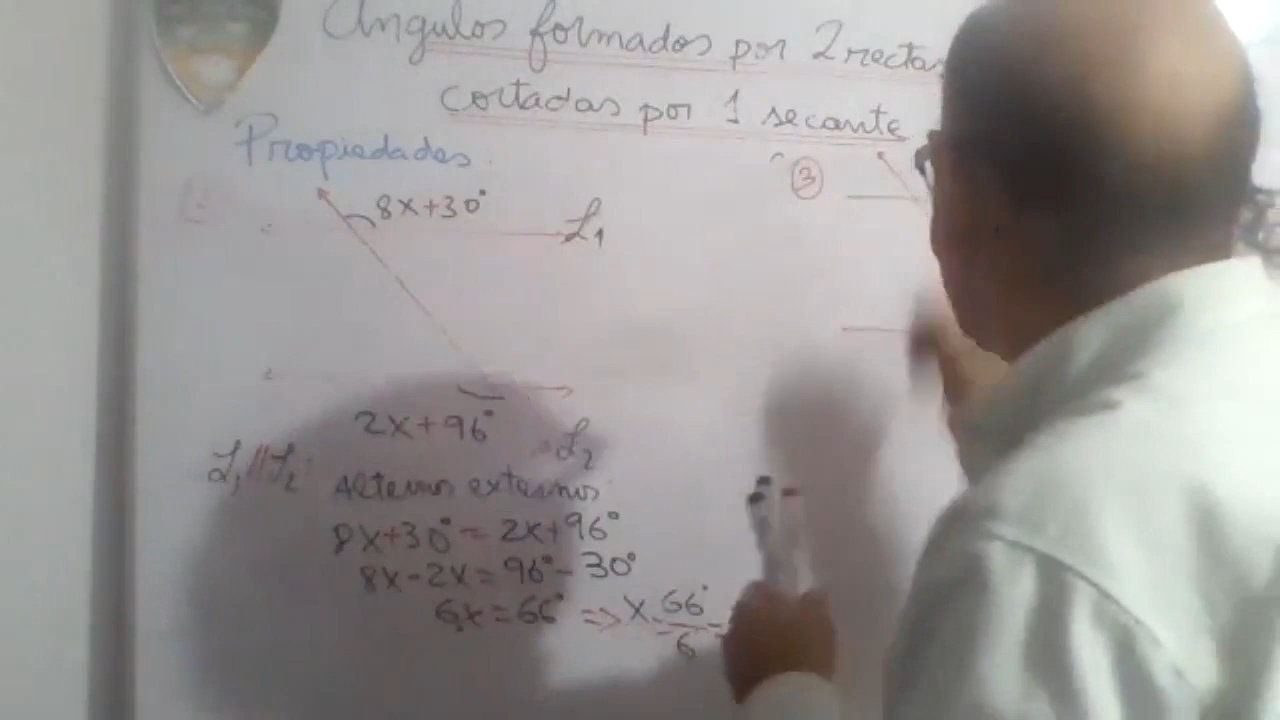 Angulos formados por 2 rectas
cortadas por 1 secante
Propiedades.
8x+30°
L1
3
2x+96°
L2
L1 // L2:
Alternos externos
8x+30° = 2x+96°
8x-2x = 96° - 30°
6x = 66° => x = 66°/6 =